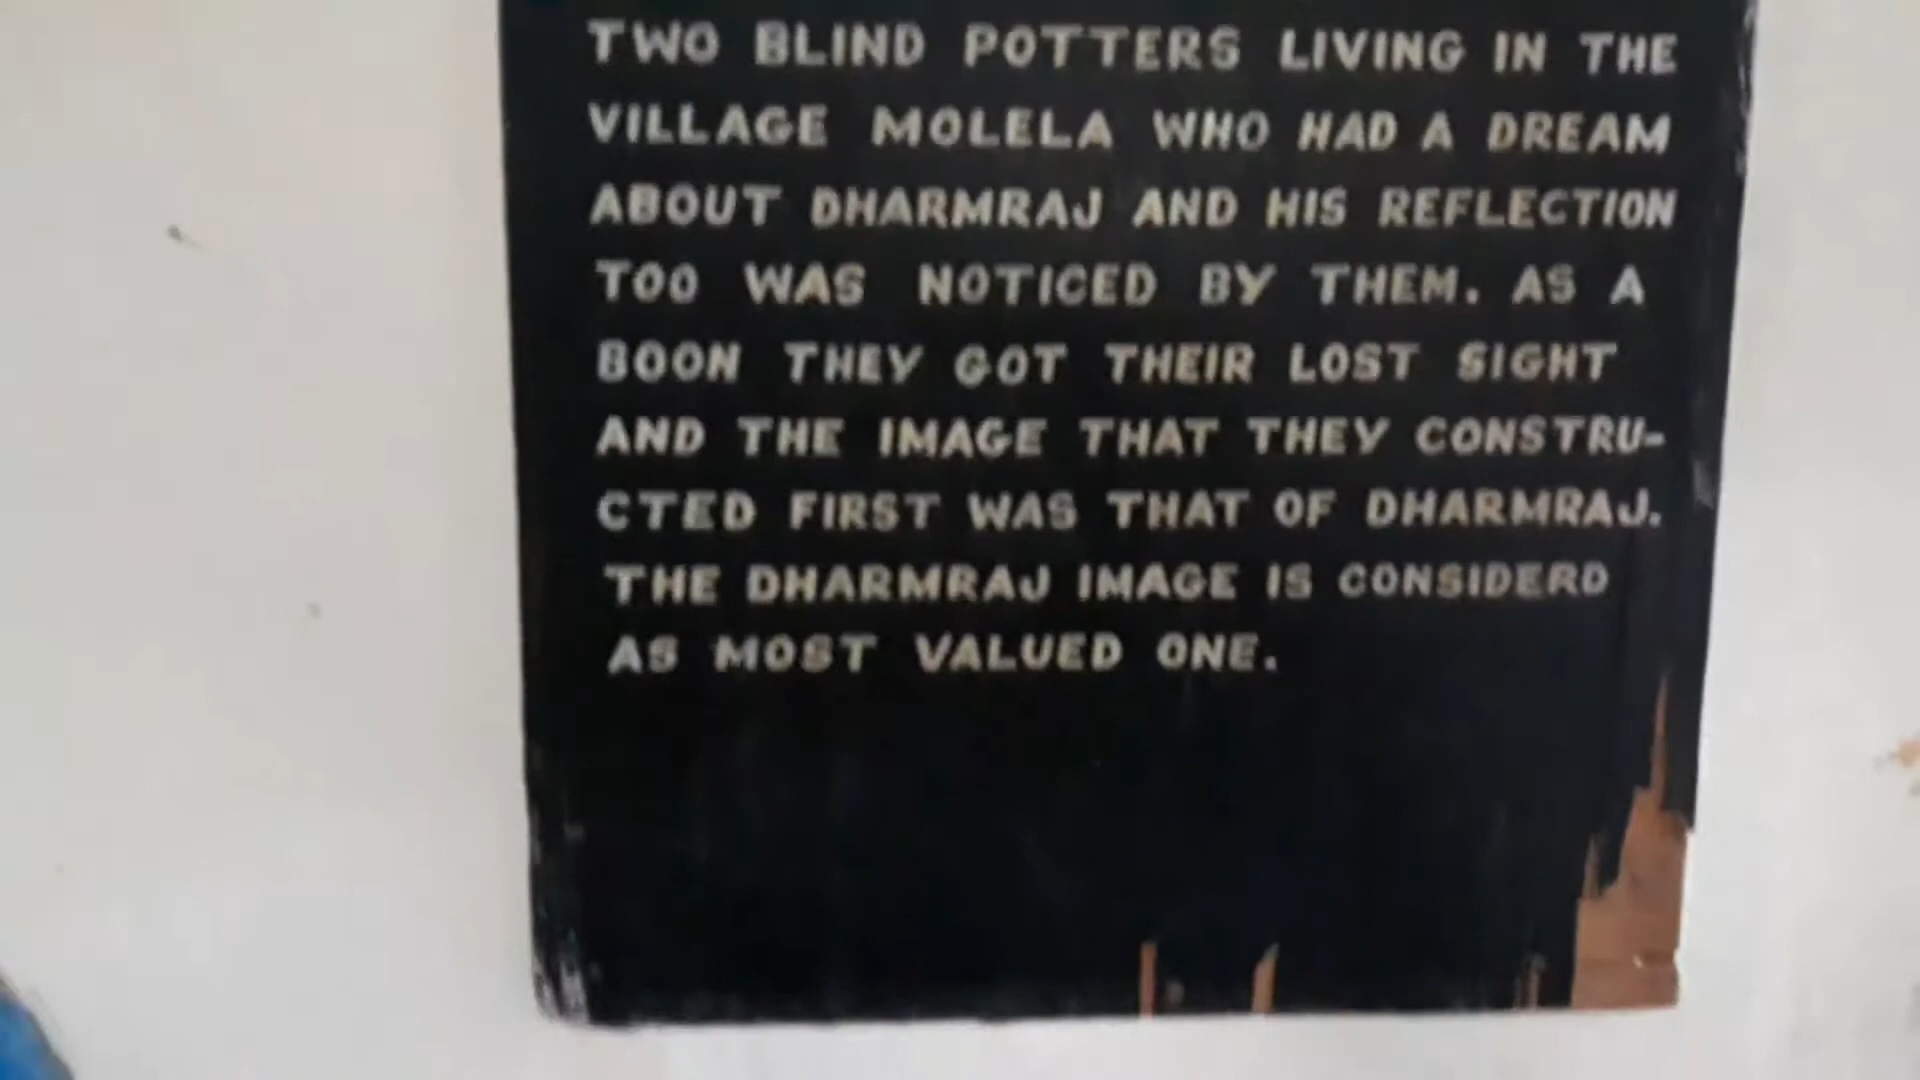 TWO BLIND POTTERS LIVING IN THE
VILLAGE MOLELA WHO HAD A DREAM
ABOUT DHARMRAJ AND HIS REFLECTION
TOO WAS NOTICED BY THEM. AS A
BOON THEY GOT THEIR LOST SIGHT
AND THE IMAGE THAT THEY CONSTRU-
CTED FIRST WAS THAT OF DHARMRAJ.
THE DHARMRAJ IMAGE IS CONSIDERD
AS MOST VALUED ONE.